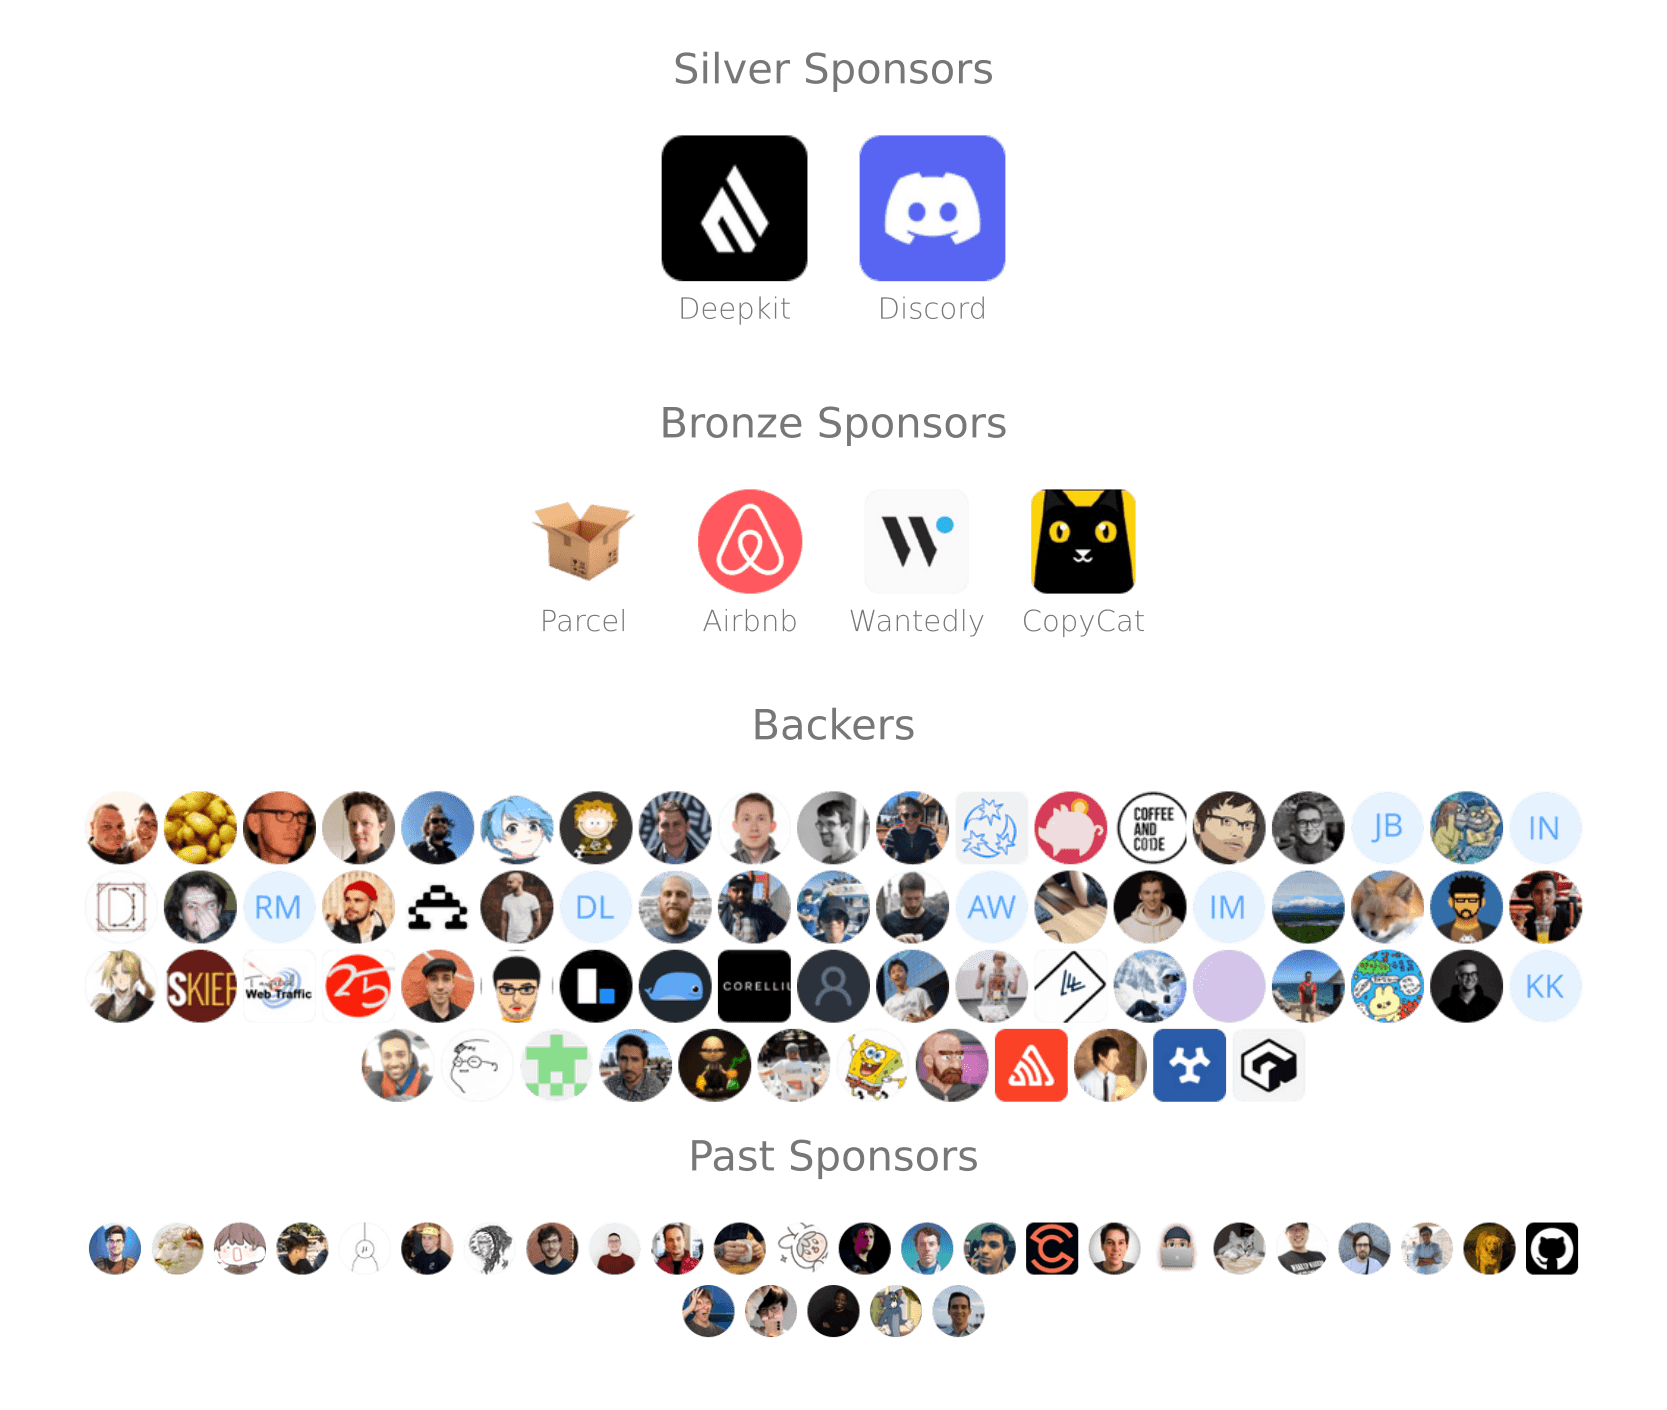 Silver Sponsors
Deepkit Discord
Bronze Sponsors
Parcel Airbnb Wantedly CopyCat
Backers
COFFEE
AND
CODE
JB
IN
RM
DL
AW
IM
SKIEF
Web Traffic
25
CORELLIU
KK
Past Sponsors